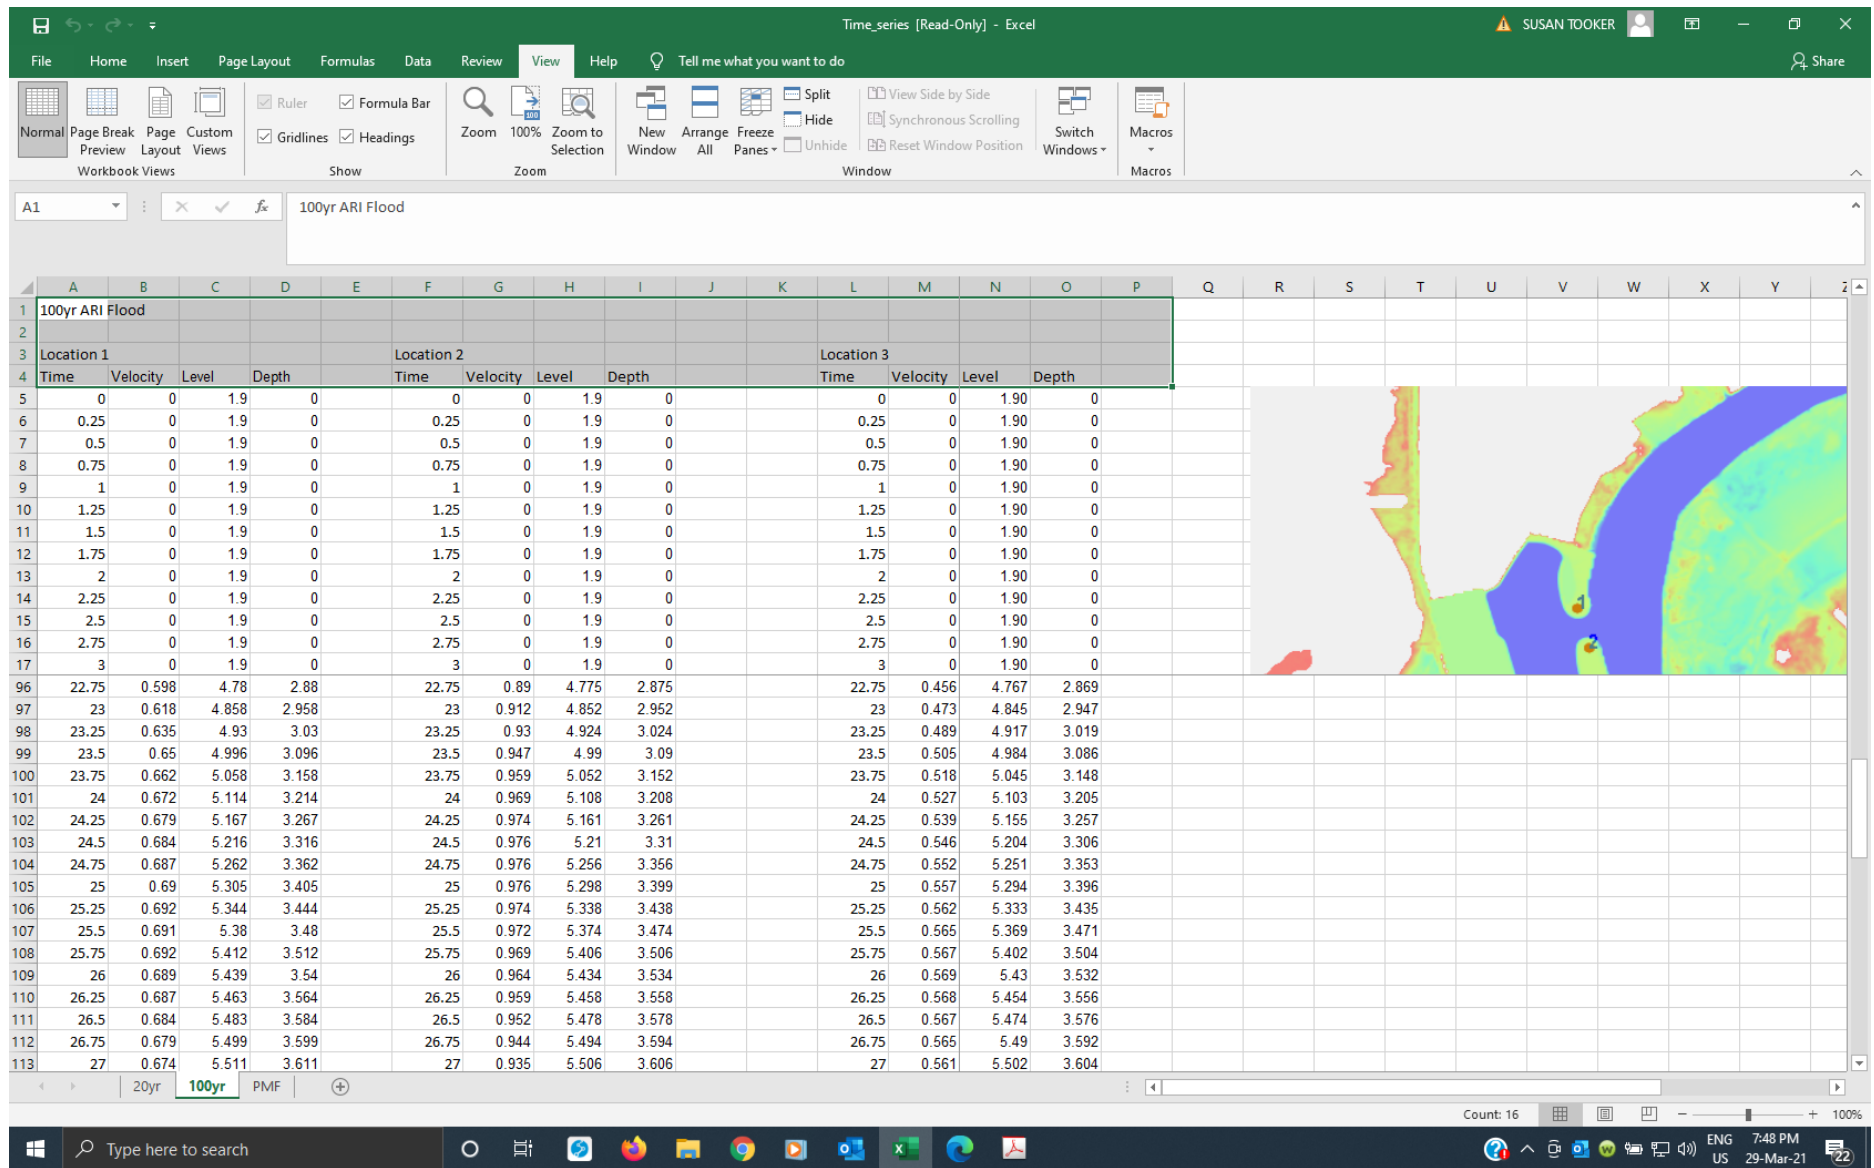 Time_series [Read-Only] - Excel
SUSAN TOOKER
File Home Insert Page Layout Formulas Data Review View Help Tell me what you want to do Share
Normal Page Break Preview Page Layout Custom Views
Ruler Formula Bar
Gridlines Headings
Zoom 100% Zoom to Selection
New Window Arrange All Freeze Panes
Split View Side by Side
Hide Synchronous Scrolling
Unhide Reset Window Position
Switch Windows Macros
Workbook Views Show Zoom Window Macros
A1 fx 100yr ARI Flood
A B C D E F G H I J K L M N O P Q R S T U V W X Y Z
1 100yr ARI Flood
2
3 Location 1 Location 2 Location 3
4 Time Velocity Level Depth Time Velocity Level Depth Time Velocity Level Depth
5 0 0 1.9 0 0 0 1.9 0 0 0 1.90 0
6 0.25 0 1.9 0 0.25 0 1.9 0 0.25 0 1.90 0
7 0.5 0 1.9 0 0.5 0 1.9 0 0.5 0 1.90 0
8 0.75 0 1.9 0 0.75 0 1.9 0 0.75 0 1.90 0
9 1 0 1.9 0 1 0 1.9 0 1 0 1.90 0
10 1.25 0 1.9 0 1.25 0 1.9 0 1.25 0 1.90 0
11 1.5 0 1.9 0 1.5 0 1.9 0 1.5 0 1.90 0
12 1.75 0 1.9 0 1.75 0 1.9 0 1.75 0 1.90 0
13 2 0 1.9 0 2 0 1.9 0 2 0 1.90 0
14 2.25 0 1.9 0 2.25 0 1.9 0 2.25 0 1.90 0 1
15 2.5 0 1.9 0 2.5 0 1.9 0 2.5 0 1.90 0
16 2.75 0 1.9 0 2.75 0 1.9 0 2.75 0 1.90 0 2
17 3 0 1.9 0 3 0 1.9 0 3 0 1.90 0
96 22.75 0.598 4.78 2.88 22.75 0.89 4.775 2.875 22.75 0.456 4.767 2.869
97 23 0.618 4.858 2.958 23 0.912 4.852 2.952 23 0.473 4.845 2.947
98 23.25 0.635 4.93 3.03 23.25 0.93 4.924 3.024 23.25 0.489 4.917 3.019
99 23.5 0.65 4.996 3.096 23.5 0.947 4.99 3.09 23.5 0.505 4.984 3.086
100 23.75 0.662 5.058 3.158 23.75 0.959 5.052 3.152 23.75 0.518 5.045 3.148
101 24 0.672 5.114 3.214 24 0.969 5.108 3.208 24 0.527 5.103 3.205
102 24.25 0.679 5.167 3.267 24.25 0.974 5.161 3.261 24.25 0.539 5.155 3.257
103 24.5 0.684 5.216 3.316 24.5 0.976 5.21 3.31 24.5 0.546 5.204 3.306
104 24.75 0.687 5.262 3.362 24.75 0.976 5.256 3.356 24.75 0.552 5.251 3.353
105 25 0.69 5.305 3.405 25 0.976 5.298 3.399 25 0.557 5.294 3.396
106 25.25 0.692 5.344 3.444 25.25 0.974 5.338 3.438 25.25 0.562 5.333 3.435
107 25.5 0.691 5.38 3.48 25.5 0.972 5.374 3.474 25.5 0.565 5.369 3.471
108 25.75 0.692 5.412 3.512 25.75 0.969 5.406 3.506 25.75 0.567 5.402 3.504
109 26 0.689 5.439 3.54 26 0.964 5.434 3.534 26 0.569 5.43 3.532
110 26.25 0.687 5.463 3.564 26.25 0.959 5.458 3.558 26.25 0.568 5.454 3.556
111 26.5 0.684 5.483 3.584 26.5 0.952 5.478 3.578 26.5 0.567 5.474 3.576
112 26.75 0.679 5.499 3.599 26.75 0.944 5.494 3.594 26.75 0.565 5.49 3.592
113 27 0.674 5.511 3.611 27 0.935 5.506 3.606 27 0.561 5.502 3.604
20yr 100yr PMF
Count: 16 100%
Type here to search
ENG 7:48 PM
US 29-Mar-21 22